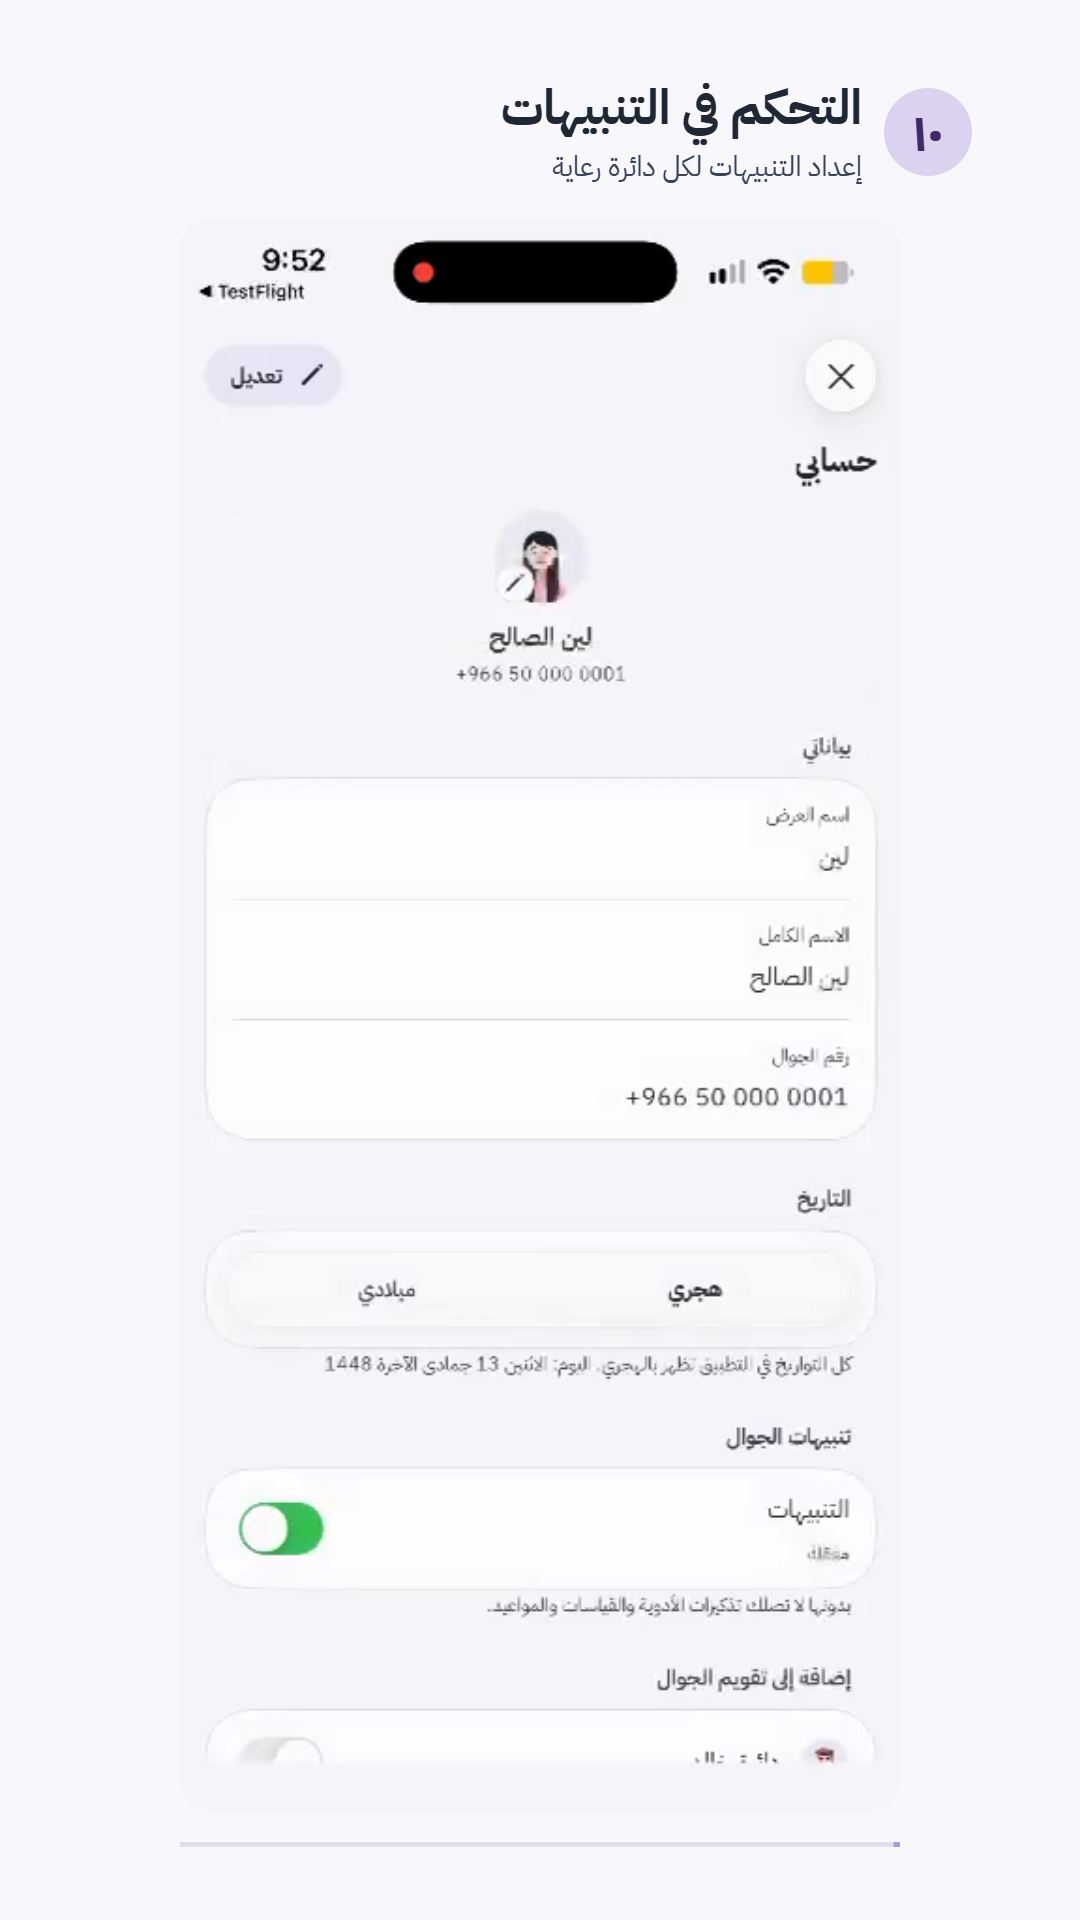 ١٠
التحكم في التنبيهات
إعداد التنبيهات لكل دائرة رعاية
9:52
◀ TestFlight
تعديل
حسابي
لين الصالح
+966 50 000 0001
بياناتي
اسم العرض
لين
الاسم الكامل
لين الصالح
رقم الجوال
+966 50 000 0001
التاريخ
هجري
ميلادي
كل التواريخ في التطبيق تظهر بالهجري. اليوم: الاثنين 13 جمادى الآخرة 1448
تنبيهات الجوال
التنبيهات
بدونها لا تصلك تذكيرات الأدوية والقياسات والمواعيد.
إضافة إلى تقويم الجوال